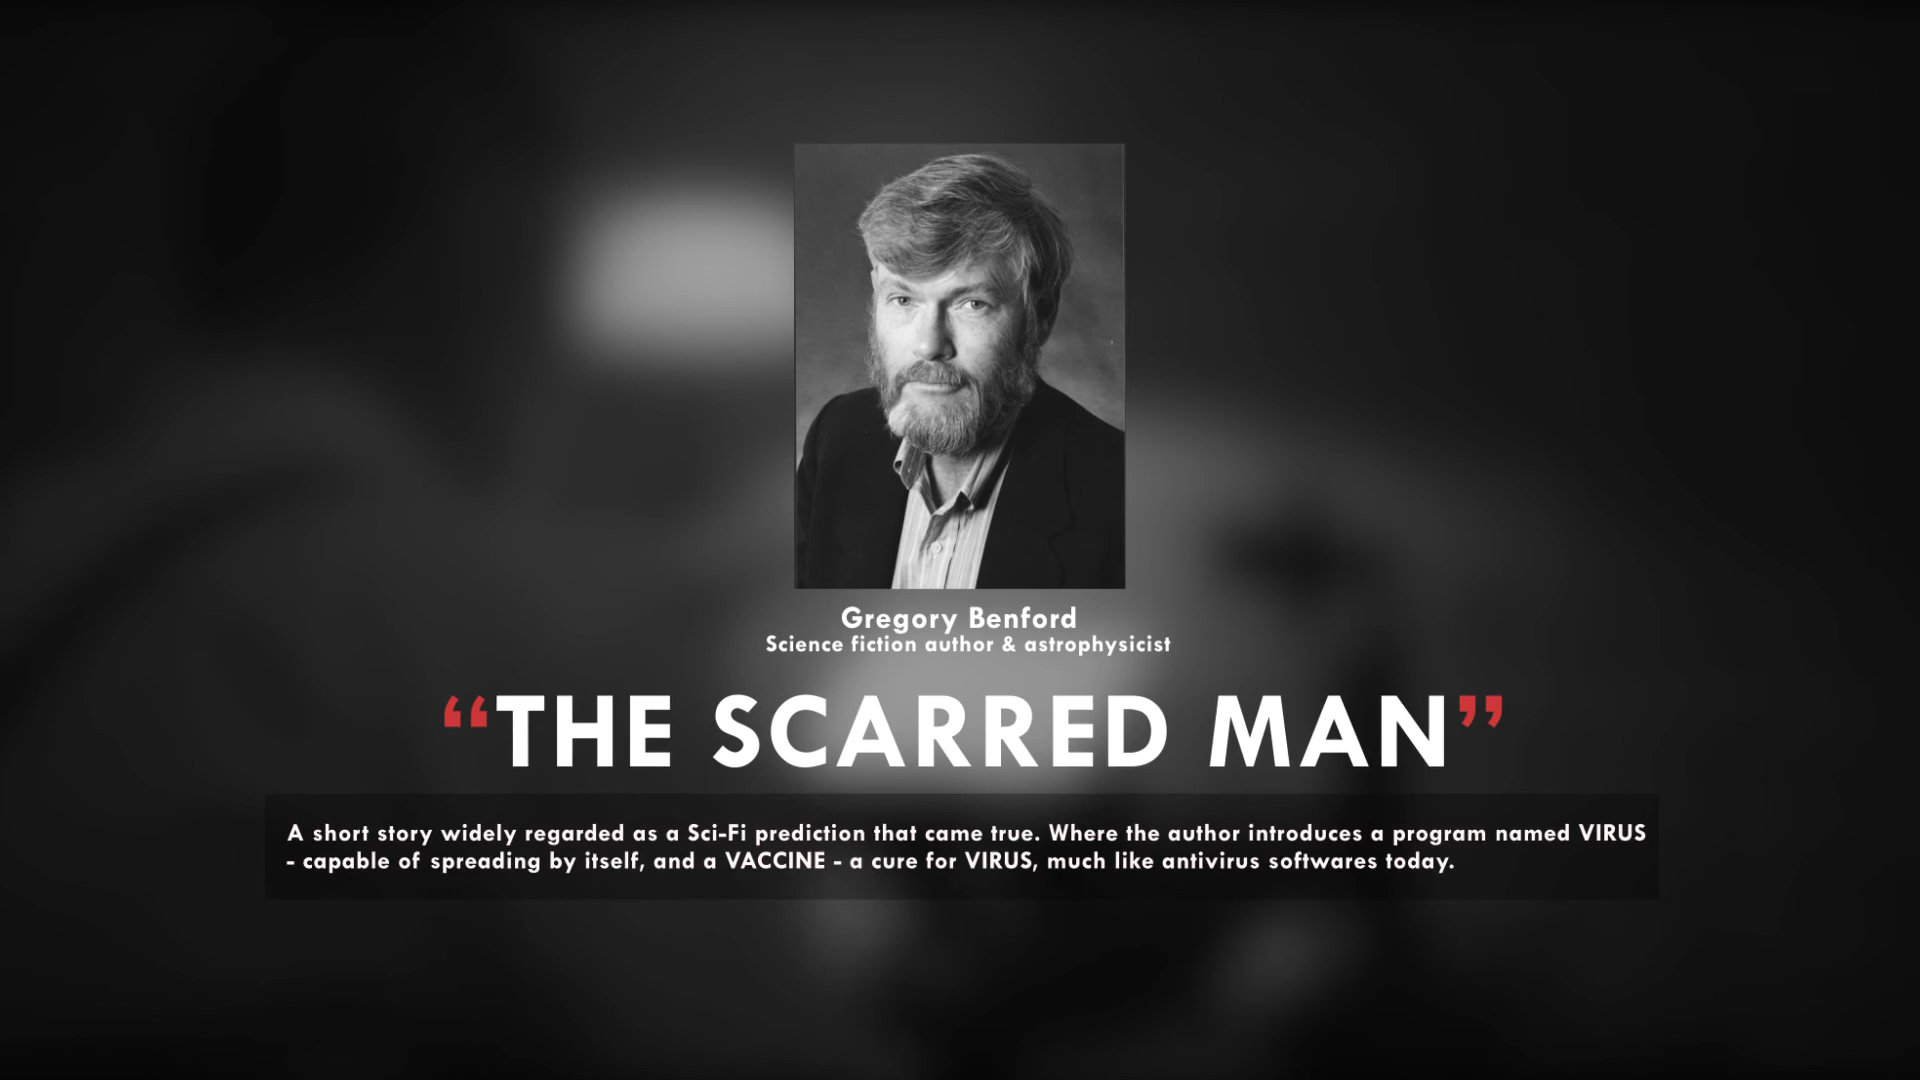 Gregory Benford
Science fiction author & astrophysicist
“THE SCARRED MAN”
A short story widely regarded as a Sci-Fi prediction that came true. Where the author introduces a program named VIRUS
- capable of spreading by itself, and a VACCINE - a cure for VIRUS, much like antivirus softwares today.